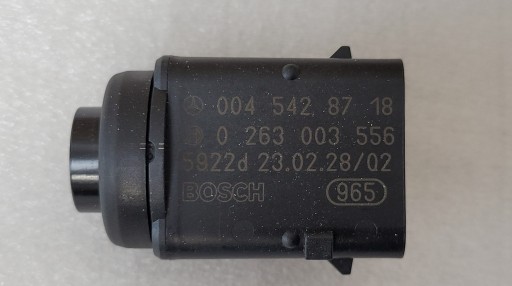 004 542 87 18
0 263 003 556
5922d 23.02.28/02
BOSCH 965